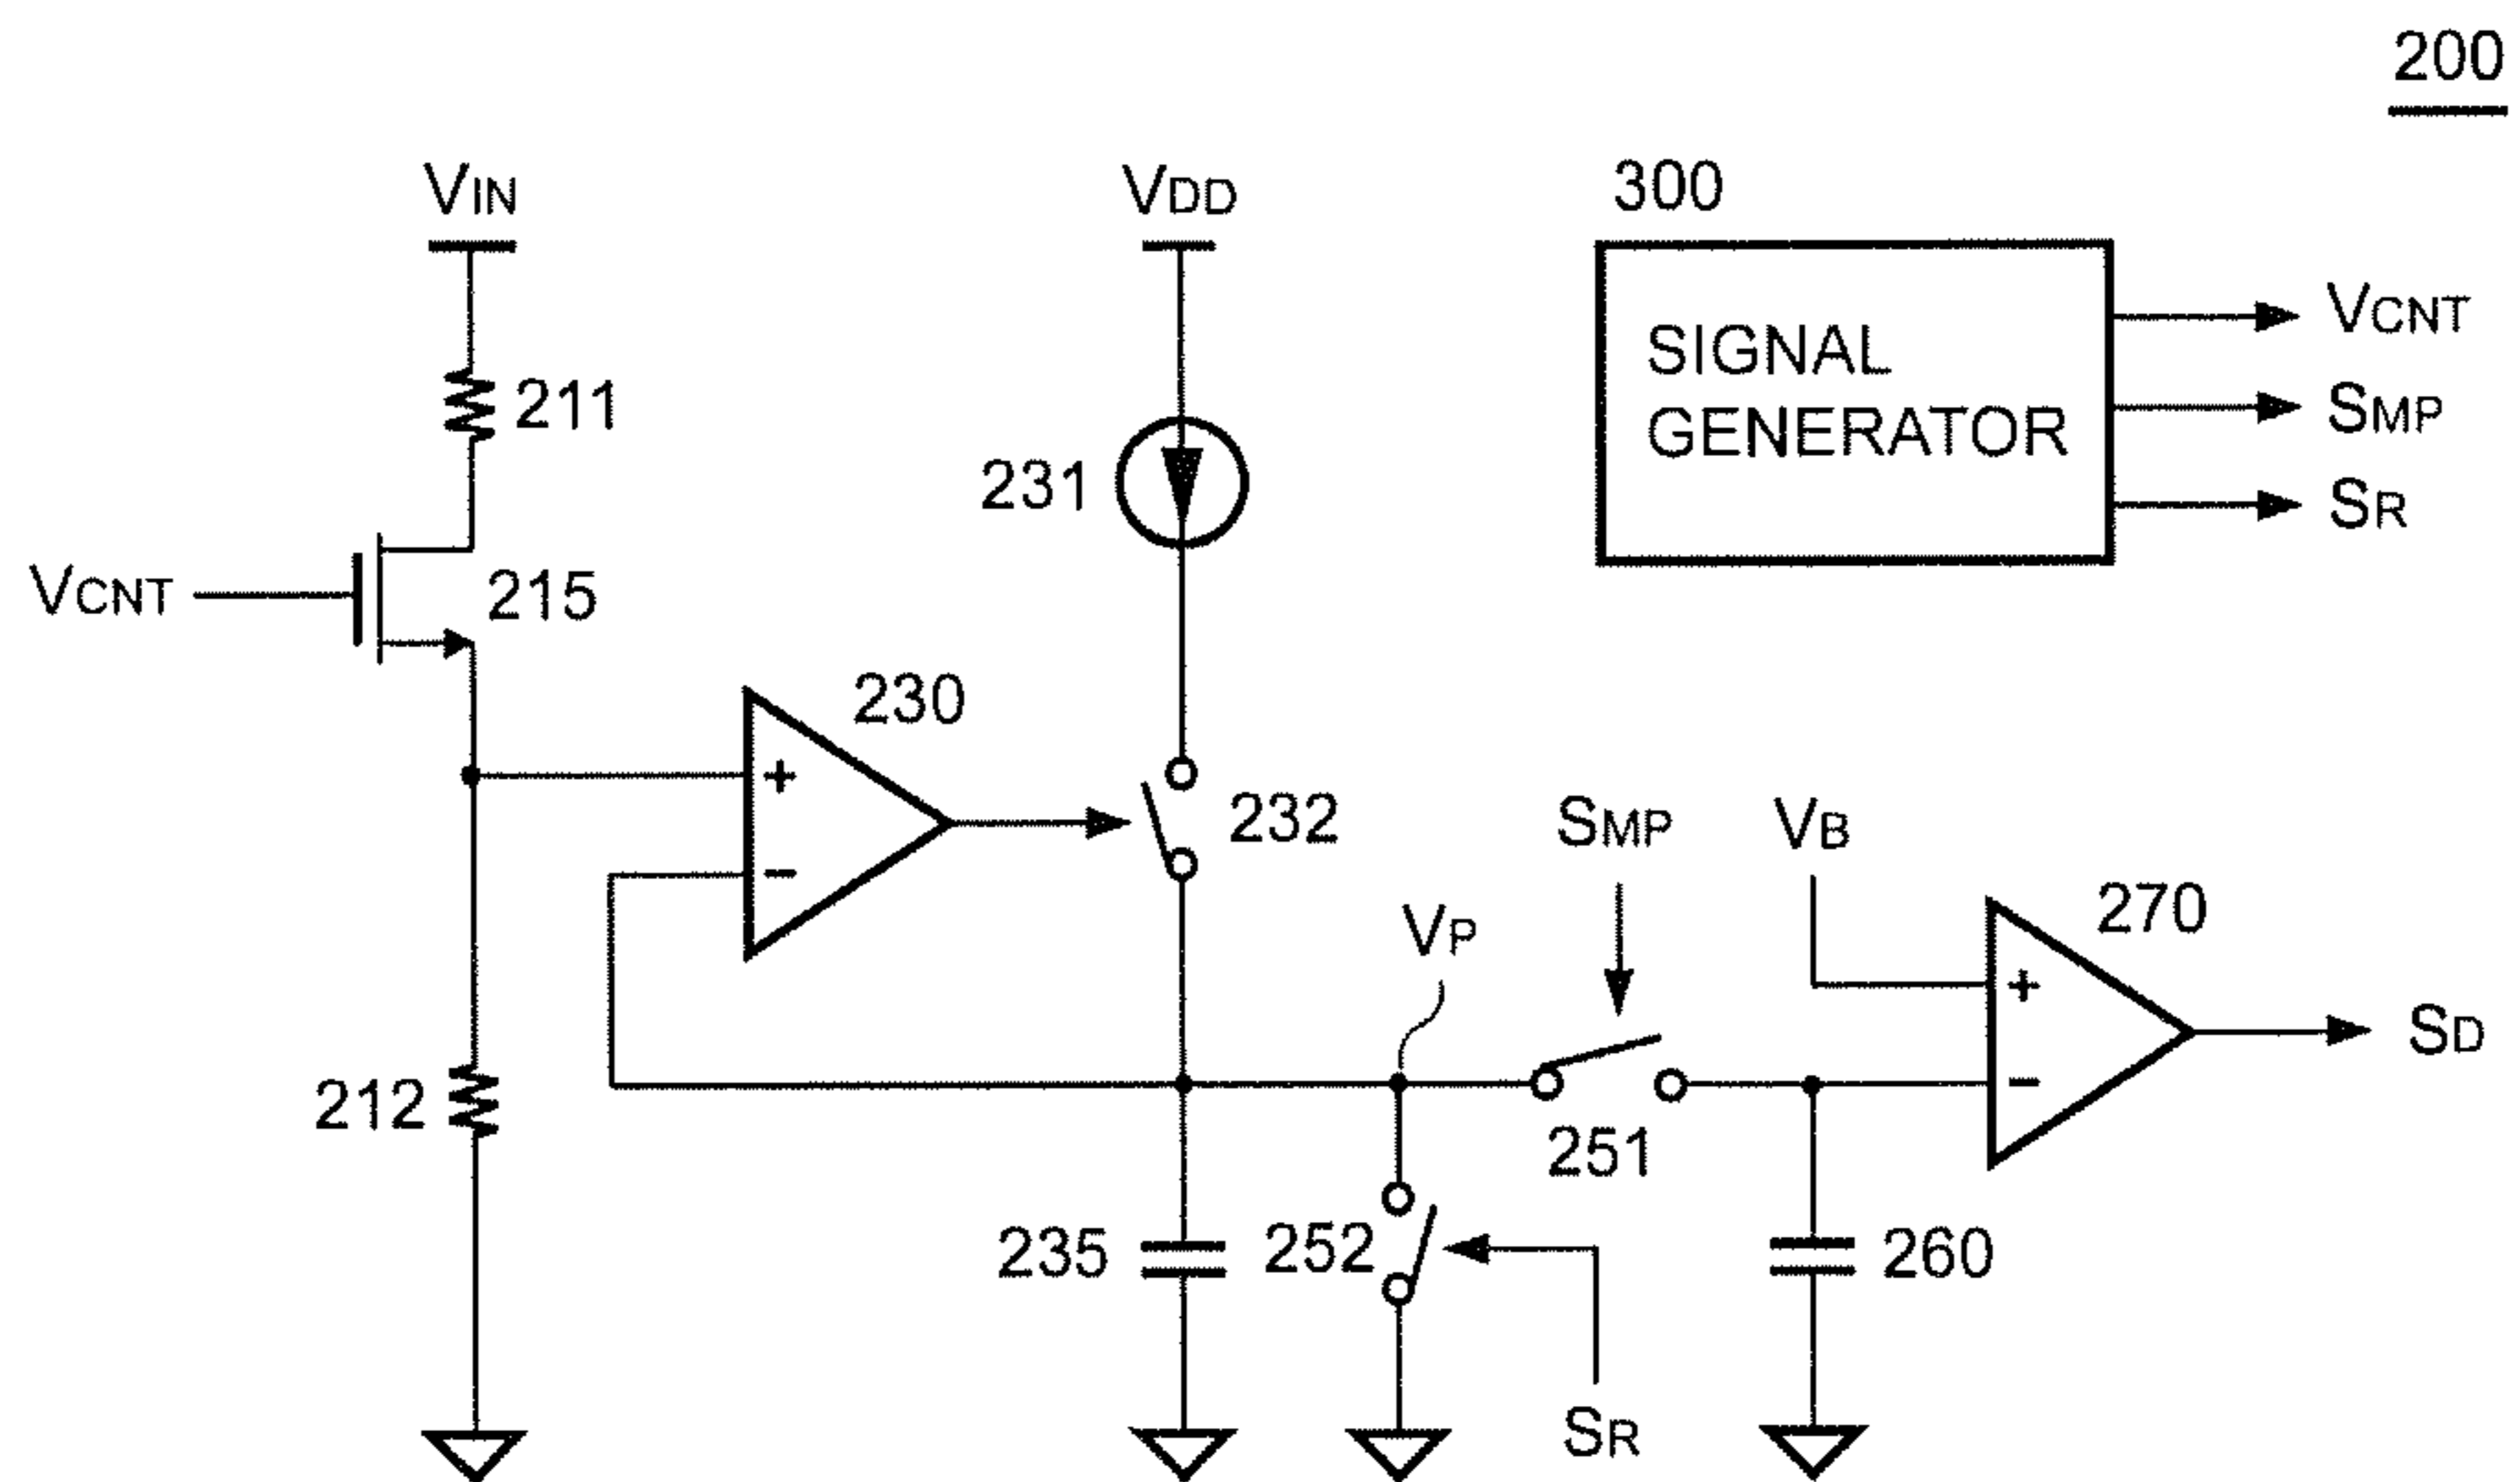 200
VIN
VDD
300
211
SIGNAL
GENERATOR
VCNT
SMP
SR
231
VCNT
215
230
+
−
232
SMP
VB
VP
270
+
−
SD
212
251
235
252
260
SR